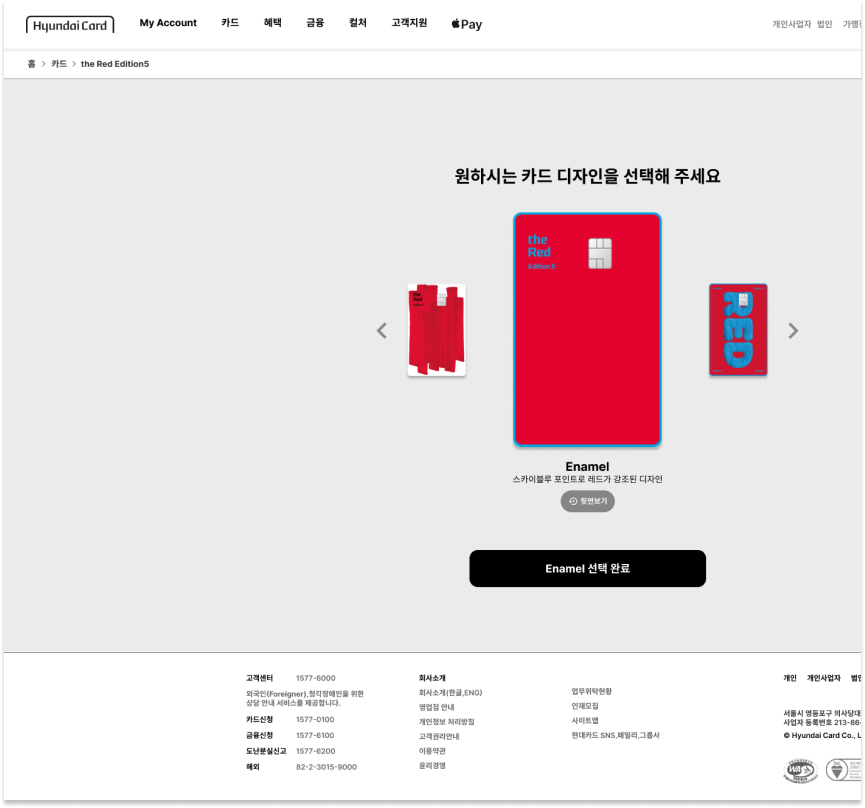 Hyundai Card
My Account 카드 혜택 금융 컬처 고객지원 Pay
개인사업자 법인
홈 > 카드 > the Red Edition5
원하시는 카드 디자인을 선택해 주세요
the
Red
Edition5
the
Red
RED
Enamel
스카이블루 포인트로 레드가 강조된 디자인
뒷면보기
Enamel 선택 완료
고객센터 1577-6000
외국인(Foreigner),청각장애인을 위한
상담 안내 서비스를 제공합니다.
카드신청 1577-0100
금융신청 1577-6100
도난분실신고 1577-6200
해외 82-2-3015-9000
회사소개
회사소개(한글,ENG)
영업점 안내
개인정보 처리방침
고객권리안내
이용약관
윤리경영
업무위탁현황
인재모집
사이트맵
현대카드 SNS,패밀리,그룹사
개인 개인사업자
서울시 영등포구 의사당대
사업자 등록번호 213-86-
© Hyundai Card Co., L
WA